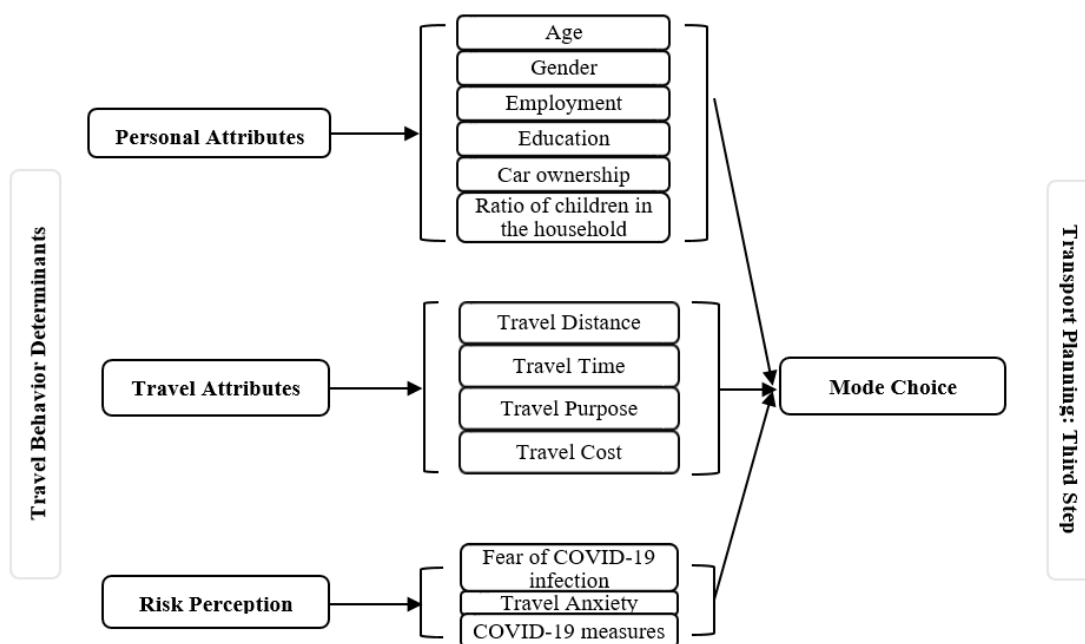 Travel Behavior Determinants
Personal Attributes
Age
Gender
Employment
Education
Car ownership
Ratio of children in
the household
Travel Attributes
Travel Distance
Travel Time
Travel Purpose
Travel Cost
Risk Perception
Fear of COVID-19
infection
Travel Anxiety
COVID-19 measures
Mode Choice
Transport Planning: Third Step